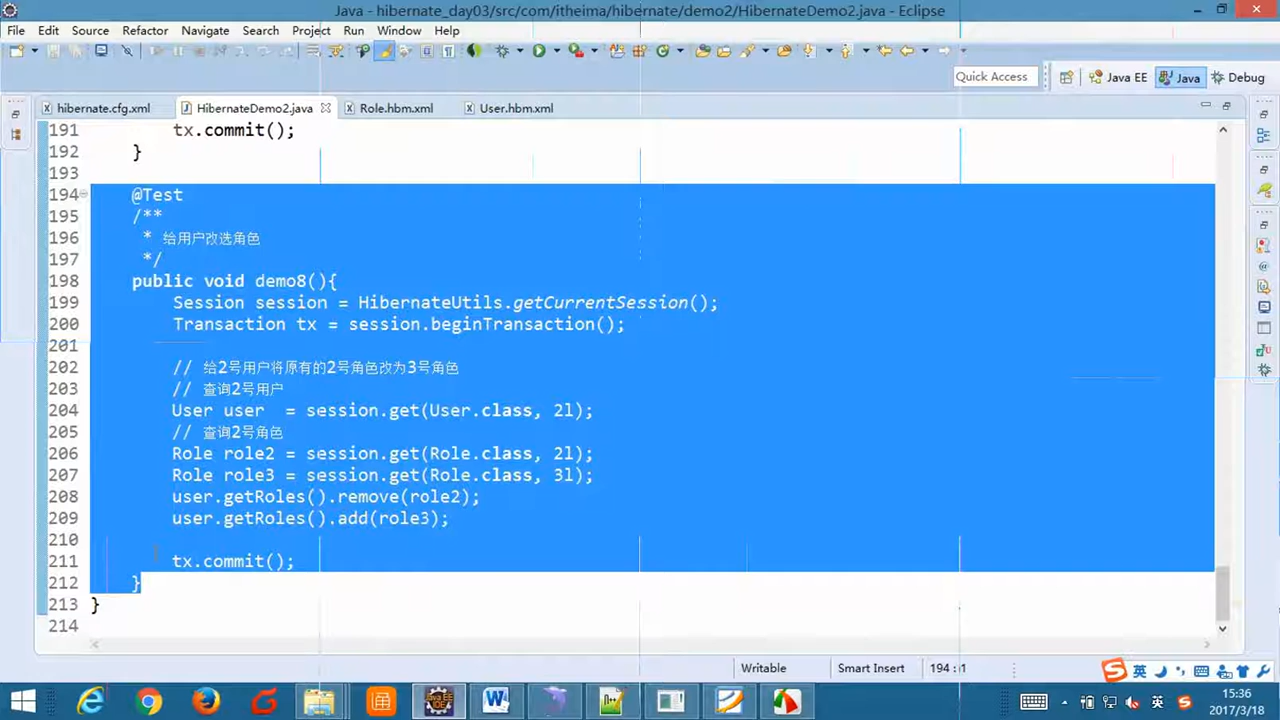 Java - hibernate_day03/src/com/itheima/hibernate/demo2/HibernateDemo2.java - Eclipse
File Edit Source Refactor Navigate Search Project Run Window Help
Quick Access Java EE Java Debug
hibernate.cfg.xml HibernateDemo2.java Role.hbm.xml User.hbm.xml
191 tx.commit();
192 }
193
194 @Test
195 /**
196 * 给用户改选角色
197 */
198 public void demo8(){
199 Session session = HibernateUtils.getCurrentSession();
200 Transaction tx = session.beginTransaction();
201
202 // 给2号用户将原有的2号角色改为3号角色
203 // 查询2号用户
204 User user = session.get(User.class, 2l);
205 // 查询2号角色
206 Role role2 = session.get(Role.class, 2l);
207 Role role3 = session.get(Role.class, 3l);
208 user.getRoles().remove(role2);
209 user.getRoles().add(role3);
210
211 tx.commit();
212 }
213 }
214
Writable Smart Insert 194 : 1
英
英
15:36
2017/3/18